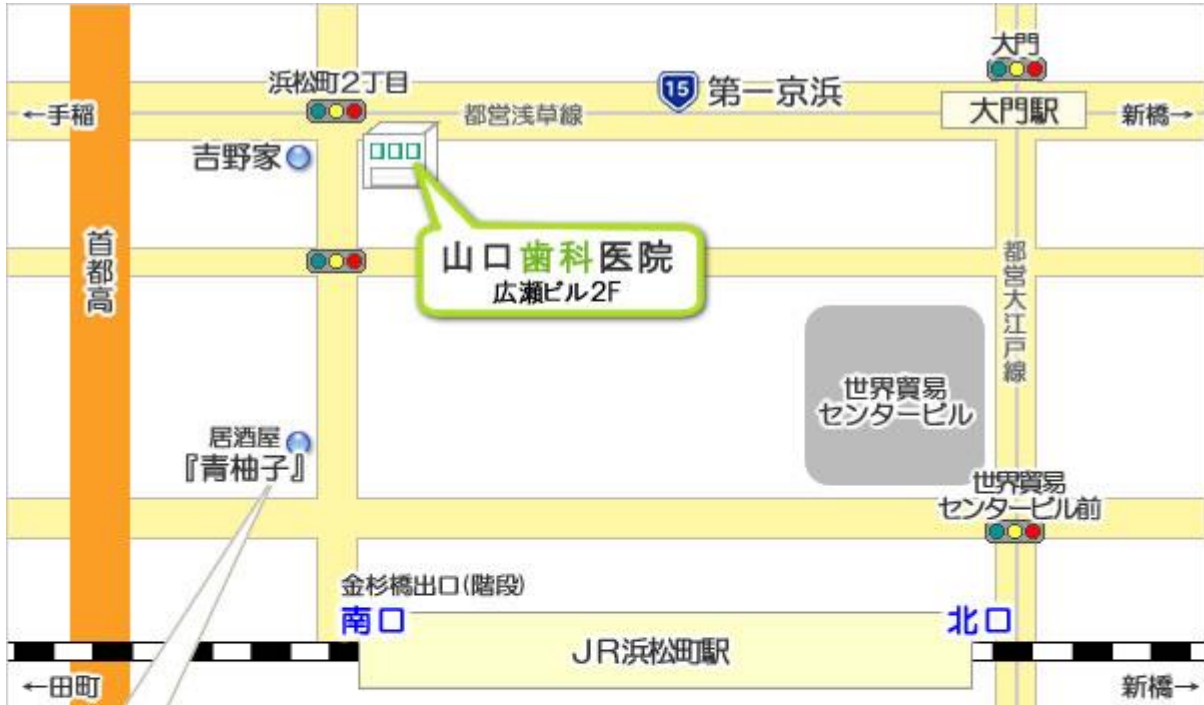 大門
浜松町2丁目
15 第一京浜
←手稲
都営浅草線
大門駅
新橋→
吉野家
首都高
山口歯科医院
広瀬ビル2F
都営大江戸線
世界貿易
センタービル
居酒屋
『青柚子』
世界貿易
センタービル前
金杉橋出口(階段)
南口
北口
JR浜松町駅
←田町
新橋→